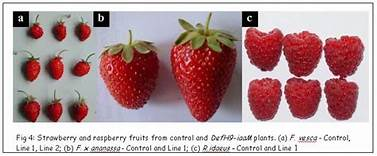 a
b
c
Fig 4: Strawberry and raspberry fruits from control and DefH9-iaaM plants. (a) F. vesca - Control,
Line 1, Line 2; (b) F. x ananassa - Control and Line 1; (c) R.idaeus - Control and Line 1